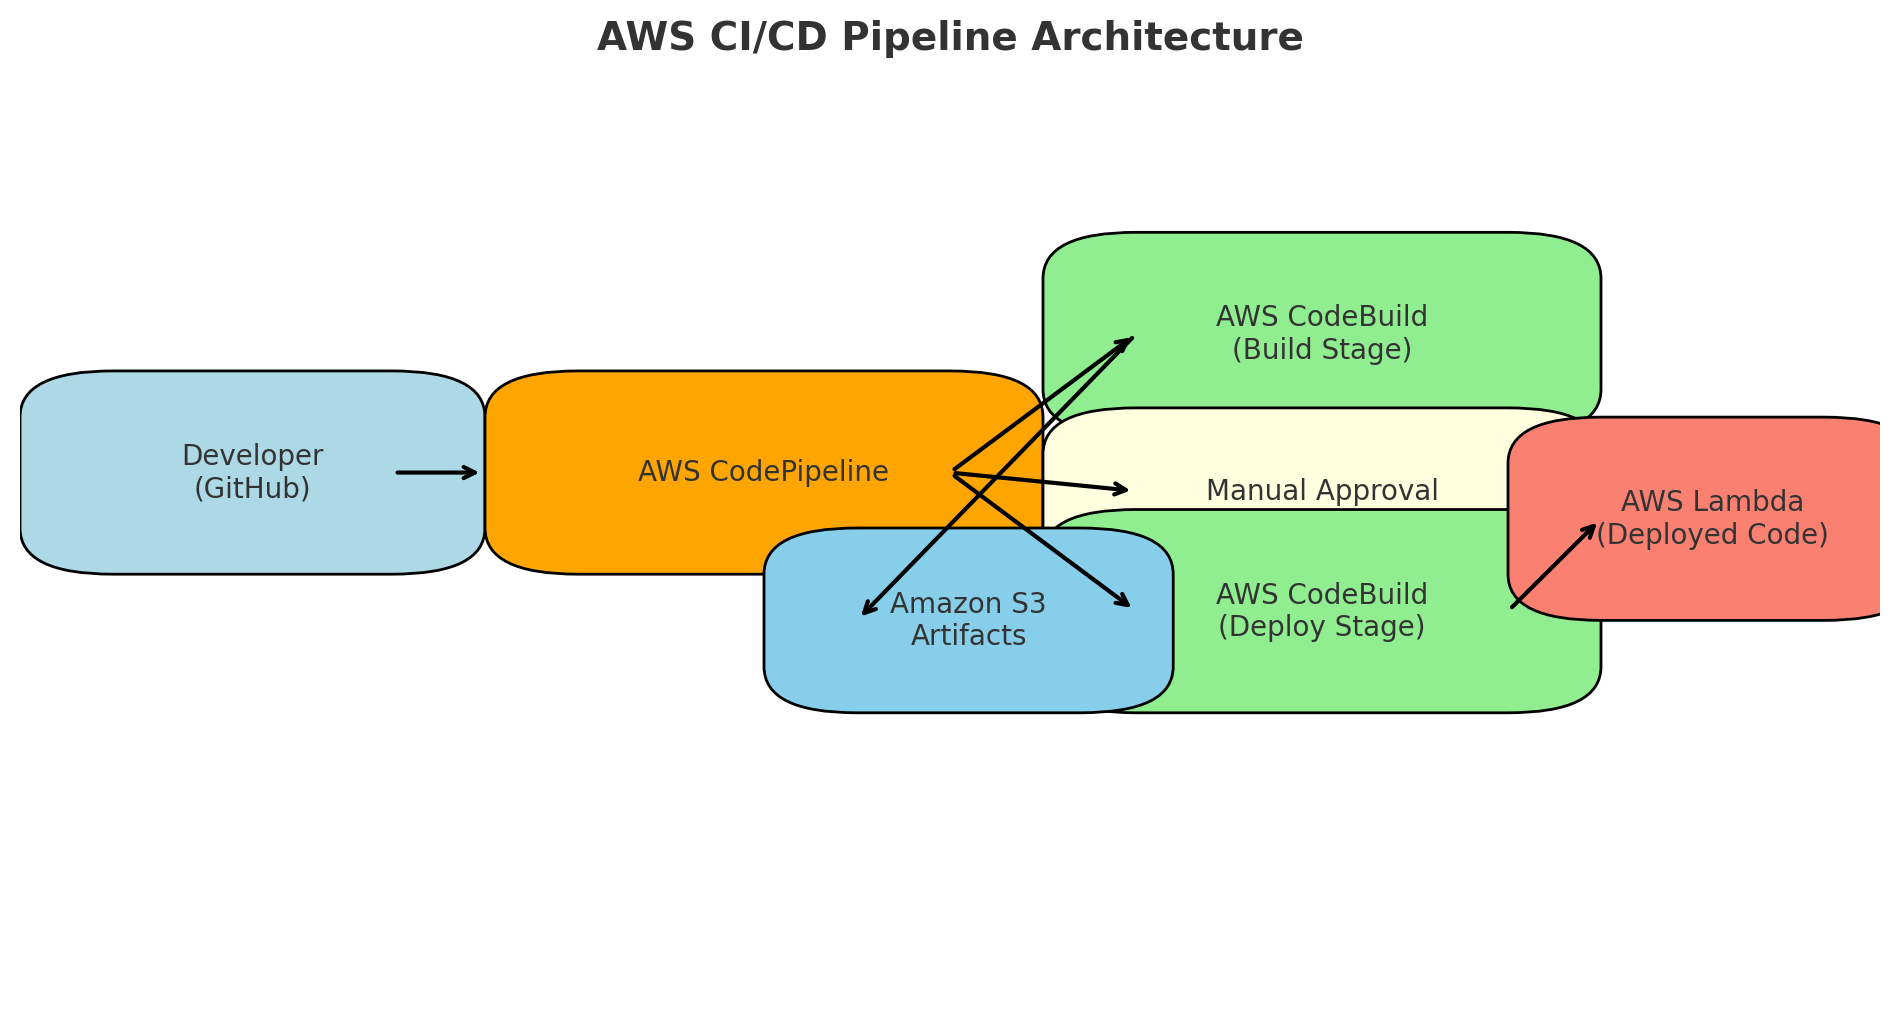 AWS CI/CD Pipeline Architecture
Developer
(GitHub)
AWS CodePipeline
AWS CodeBuild
(Build Stage)
Manual Approval
AWS CodeBuild
(Deploy Stage)
Amazon S3
Artifacts
AWS Lambda
(Deployed Code)